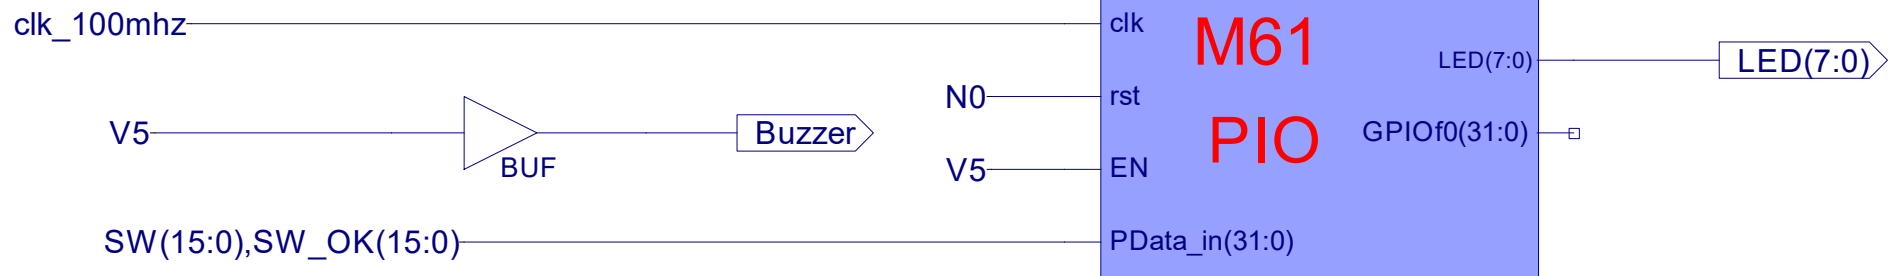 clk_100mhz
clk
M61
LED(7:0)
LED(7:0)
N0
rst
V5
BUF
Buzzer
PIO
GPIOf0(31:0)
V5
EN
SW(15:0),SW_OK(15:0)
PData_in(31:0)